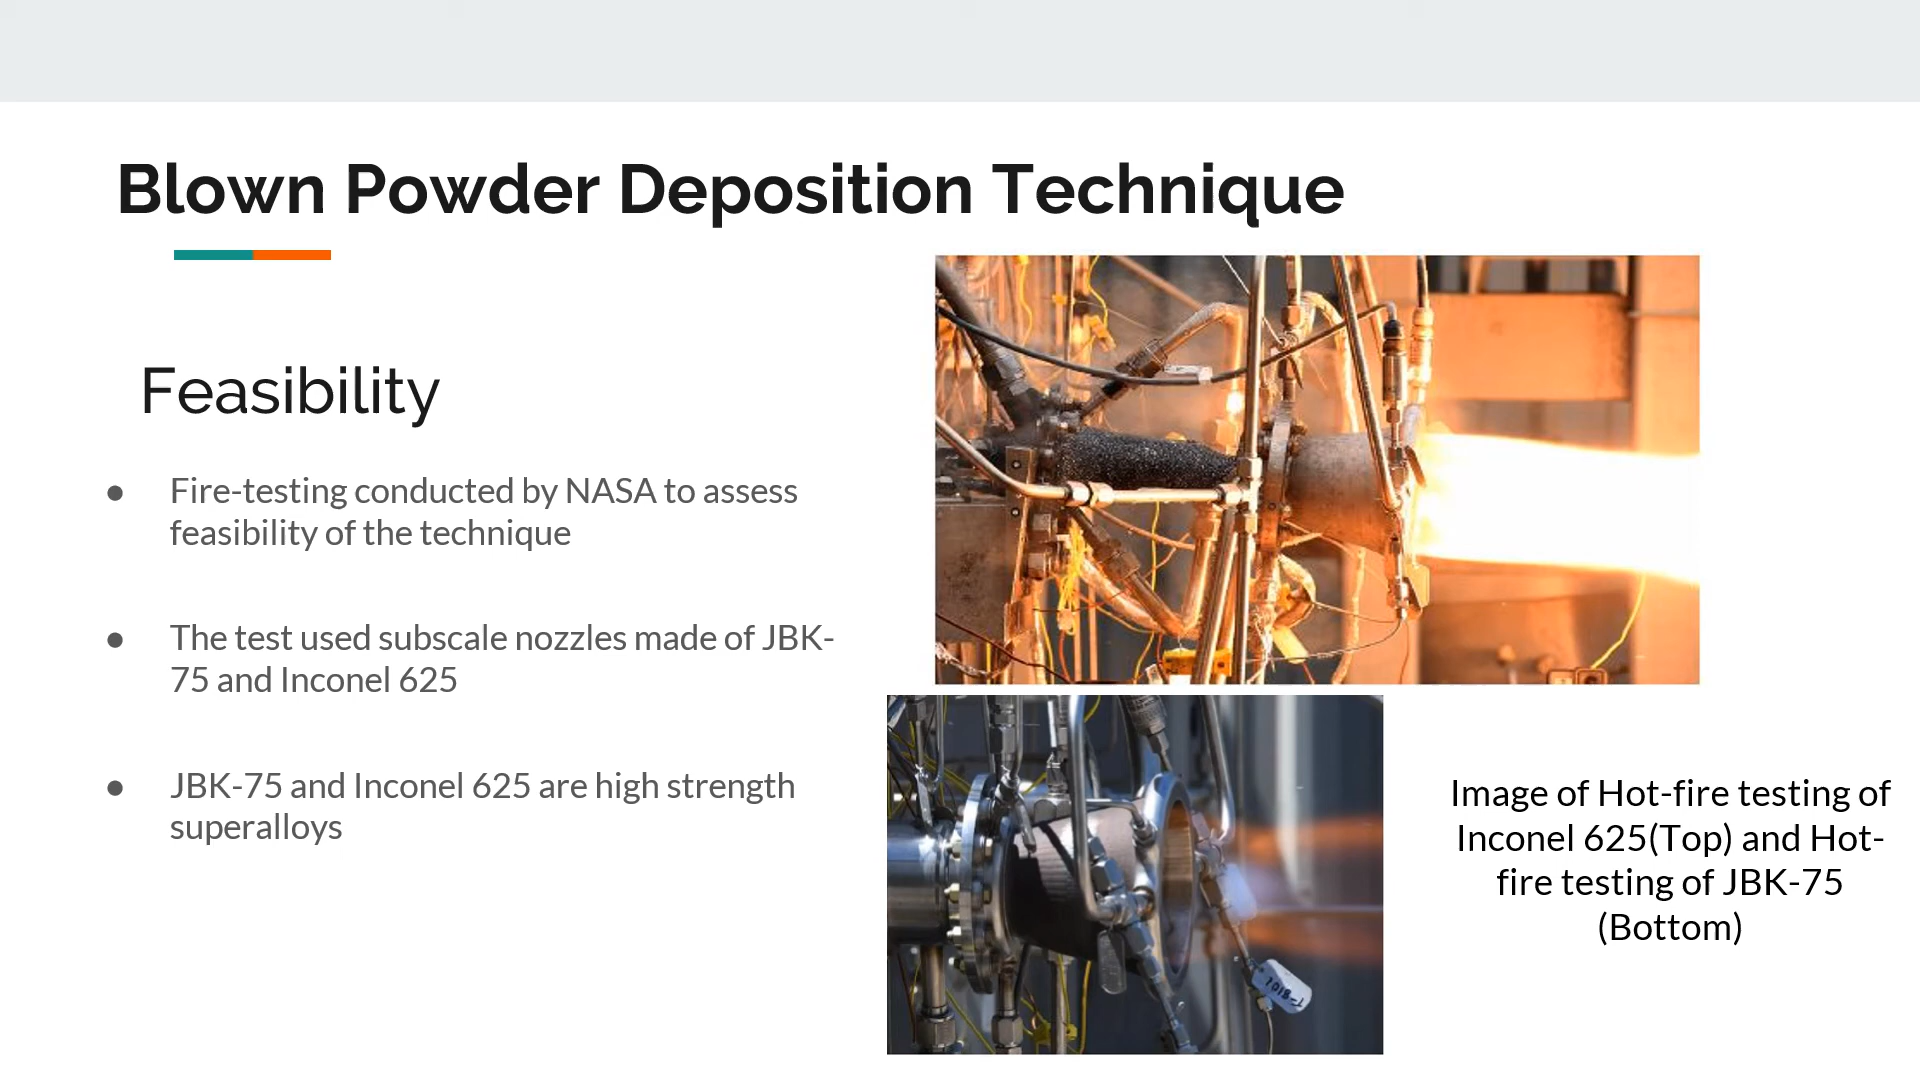 Blown Powder Deposition Technique
Feasibility
● Fire-testing conducted by NASA to assess
feasibility of the technique
● The test used subscale nozzles made of JBK-
75 and Inconel 625
● JBK-75 and Inconel 625 are high strength
superalloys
Image of Hot-fire testing of
Inconel 625(Top) and Hot-
fire testing of JBK-75
(Bottom)